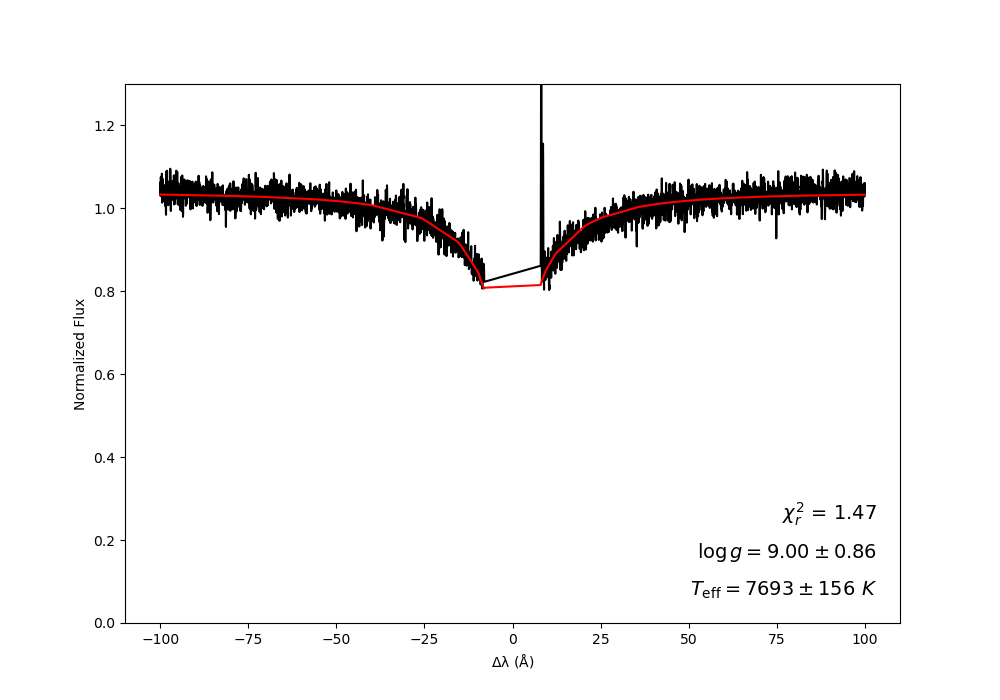 1.2
1.0
0.8
0.6
0.4
0.2
0.0
Normalized Flux
χ²ᵣ = 1.47
log g = 9.00 ± 0.86
T_eff = 7693 ± 156 K
−100 −75 −50 −25 0 25 50 75 100
Δλ (Å)